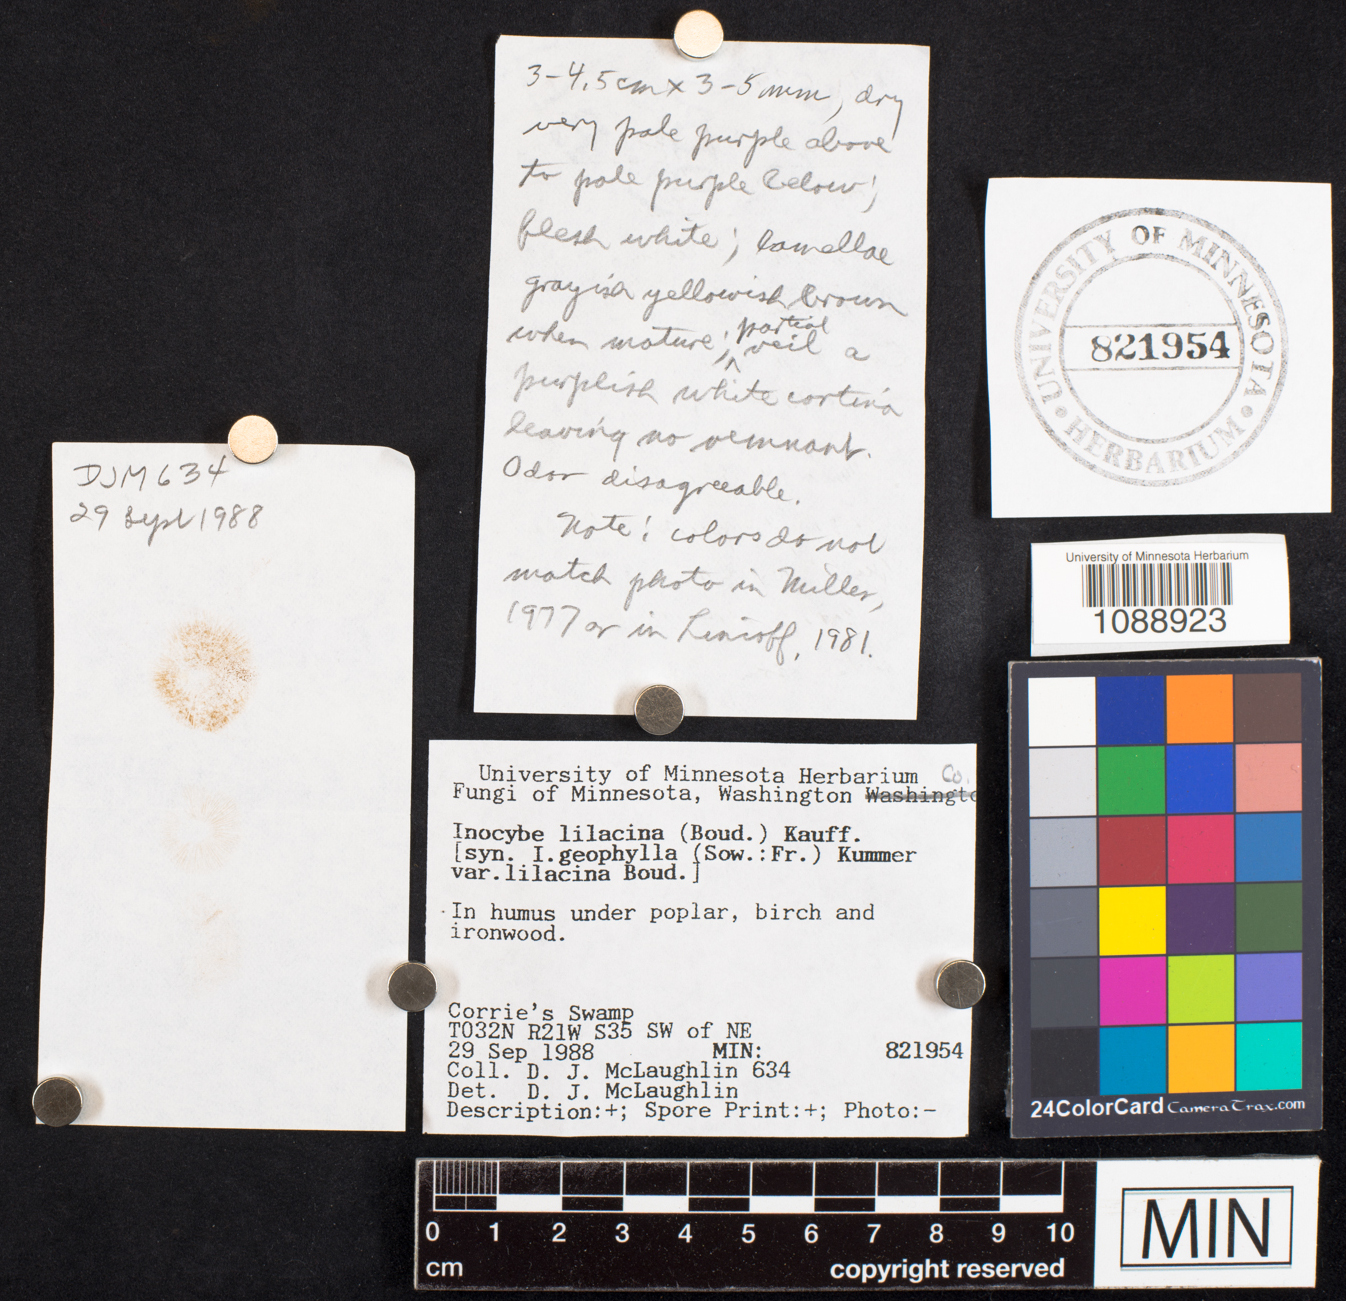 3-4.5cm x 3-5mm, dry
very pale purple above
to pale purple below;
flesh white; lamellae
grayish yellowish brown
when mature; partial veil a
purplish white cortina
leaving no remnant.
Odor disagreeable.
Note: colors do not
match photo in Miller,
1977 or in Lincoff, 1981.
DJM 634
29 Sept 1988
UNIVERSITY OF MINNESOTA
821954
• HERBARIUM •
University of Minnesota Herbarium
1088923
University of Minnesota Herbarium
Fungi of Minnesota, Washington Washingto Co.
Inocybe lilacina (Boud.) Kauff.
[syn. I.geophylla (Sow.:Fr.) Kummer
var.lilacina Boud.]
In humus under poplar, birch and
ironwood.
Corrie's Swamp
T032N R21W S35 SW of NE
29 Sep 1988 MIN: 821954
Coll. D. J. McLaughlin 634
Det. D. J. McLaughlin
Description:+; Spore Print:+; Photo:-
24ColorCard CameraTrax.com
0 1 2 3 4 5 6 7 8 9 10
cm copyright reserved
MIN